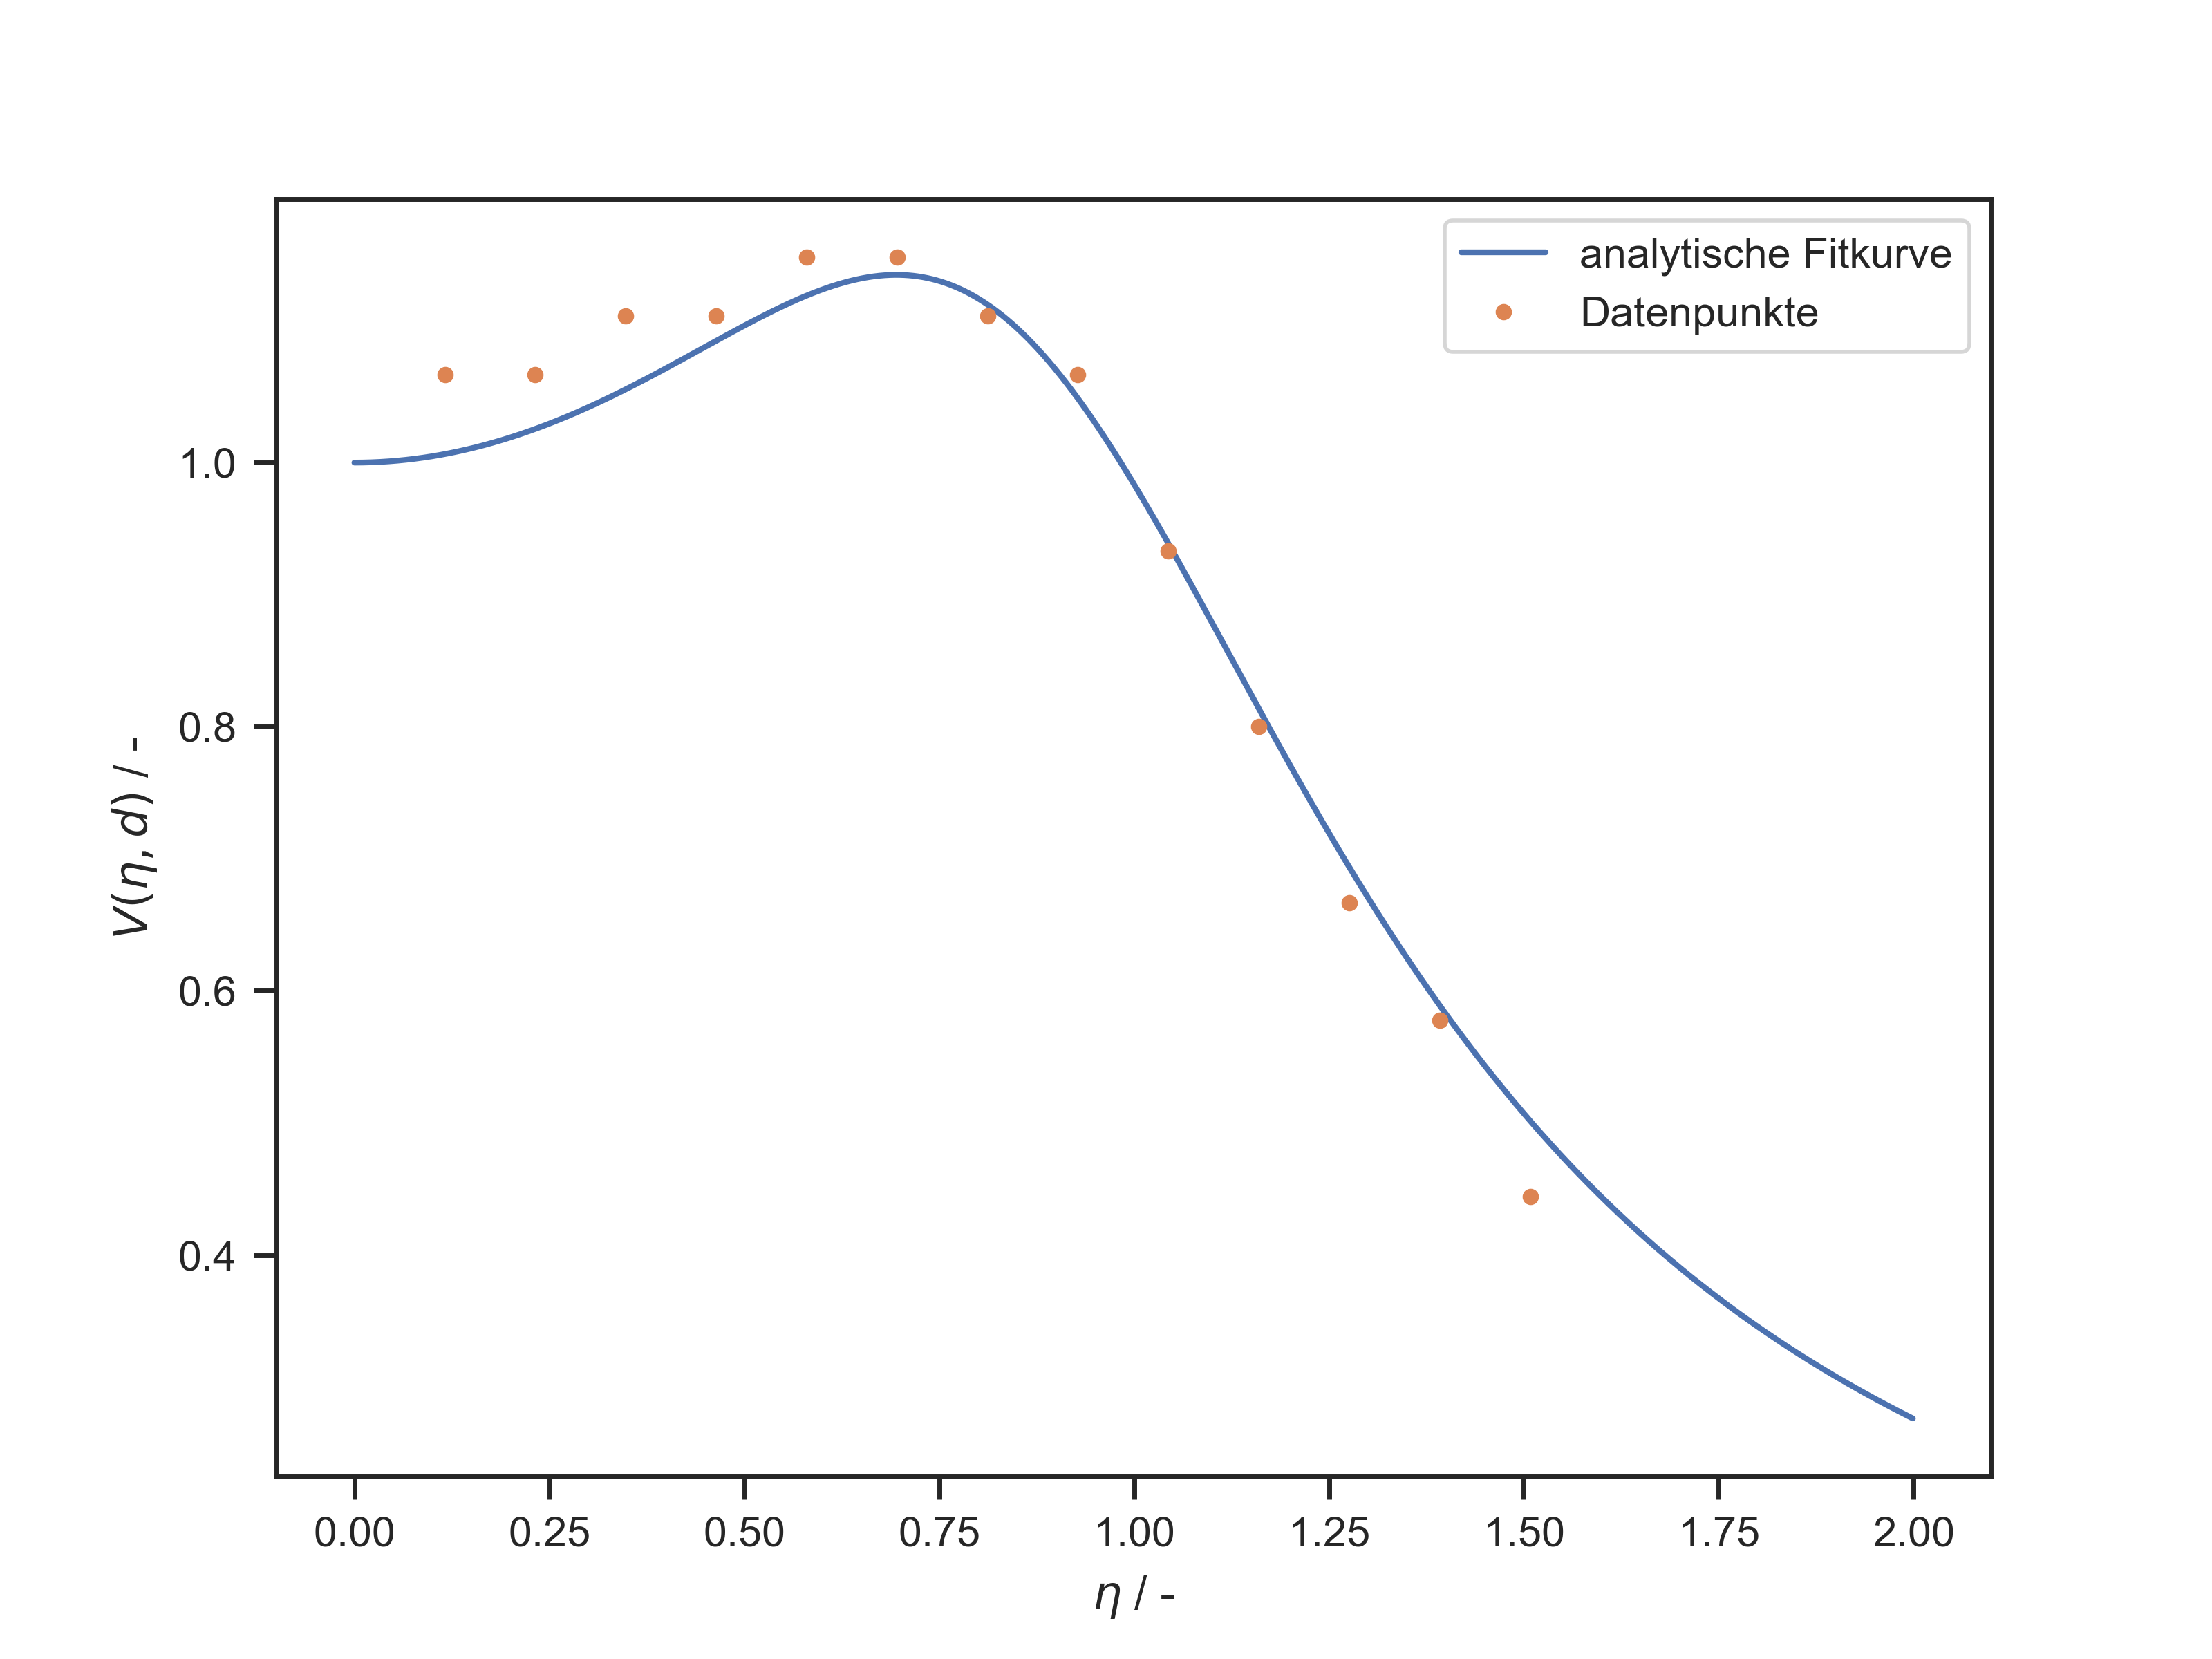 analytische Fitkurve
Datenpunkte
1.0
0.8
0.6
0.4
V(η, d) / -
0.00 0.25 0.50 0.75 1.00 1.25 1.50 1.75 2.00
η / -